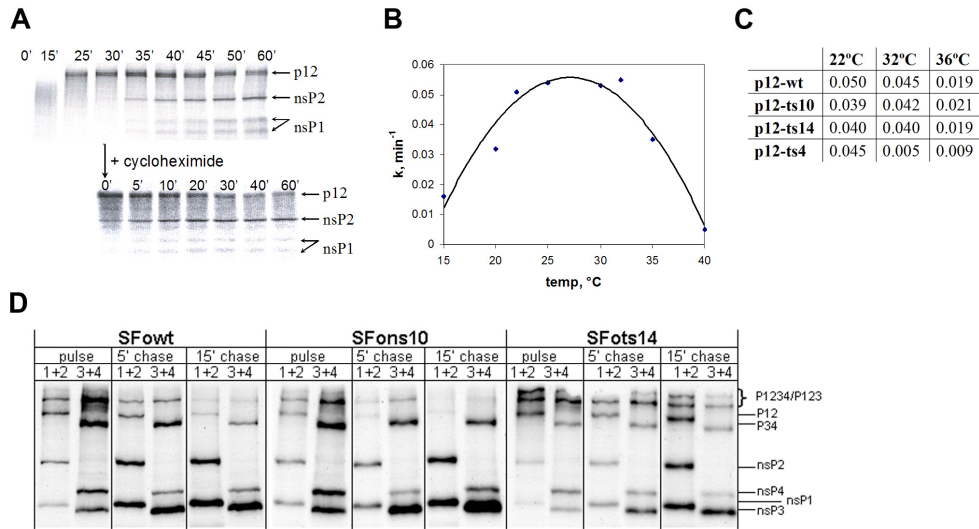 A
0' 15' 25' 30' 35' 40' 45' 50' 60'
p12
nsP2
nsP1
+ cycloheximide
0' 5' 10' 20' 30' 40' 60'
p12
nsP2
nsP1
B
k, min-1
0.06
0.05
0.04
0.03
0.02
0.01
0
15 20 25 30 35 40
temp, °C
C
22°C 32°C 36°C
p12-wt 0.050 0.045 0.019
p12-ts10 0.039 0.042 0.021
p12-ts14 0.040 0.040 0.019
p12-ts4 0.045 0.005 0.009
D
SFowt SFons10 SFots14
pulse 5' chase 15' chase pulse 5' chase 15' chase pulse 5' chase 15' chase
1+2 3+4 1+2 3+4 1+2 3+4 1+2 3+4 1+2 3+4 1+2 3+4 1+2 3+4 1+2 3+4 1+2 3+4
P1234/P123
P12
P34
nsP2
nsP4
nsP1
nsP3